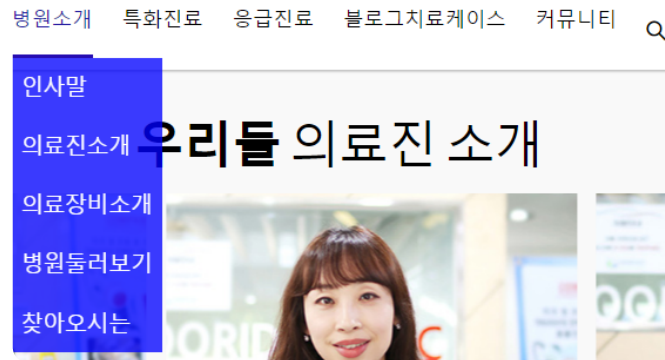 병원소개 특화진료 응급진료 블로그치료케이스 커뮤니티
인사말
의료진소개
의료장비소개
병원둘러보기
찾아오시는
우리들 의료진 소개
OORID C